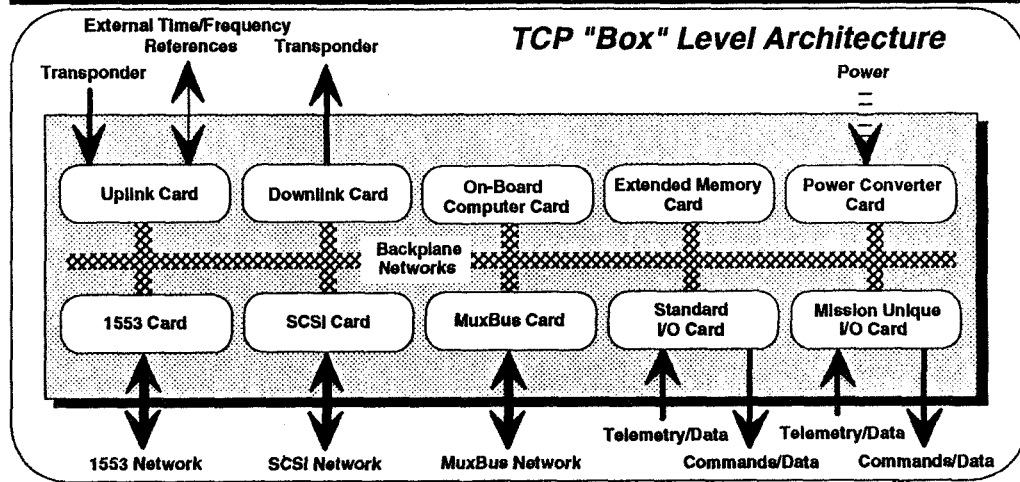 TCP "Box" Level Architecture
External Time/Frequency
References
Transponder
Transponder
Power
Uplink Card
Downlink Card
On-Board
Computer Card
Extended Memory
Card
Power Converter
Card
Backplane
Networks
1553 Card
SCSI Card
MuxBus Card
Standard
I/O Card
Mission Unique
I/O Card
Telemetry/Data
Telemetry/Data
1553 Network
SCSI Network
MuxBus Network
Commands/Data
Commands/Data